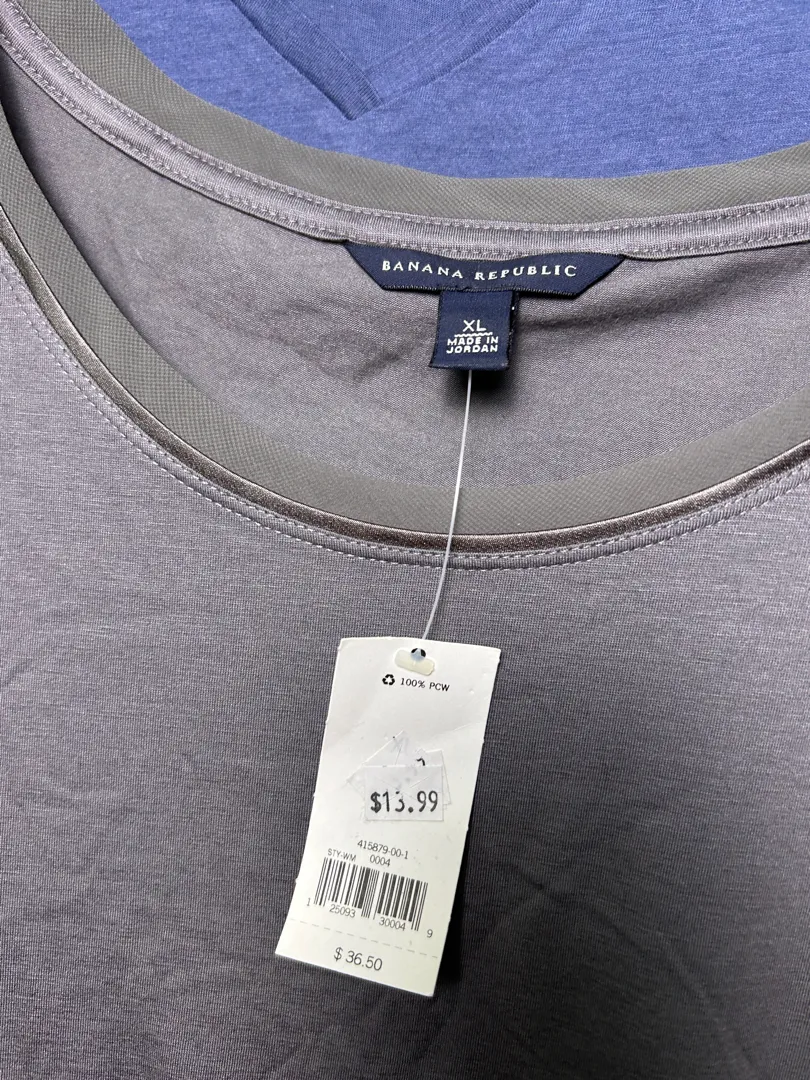 BANANA REPUBLIC
XL
MADE IN
JORDAN
100% PCW
$13.99
415879-00-1
STY-WM 0004
1 25093 30004 9
$ 36.50